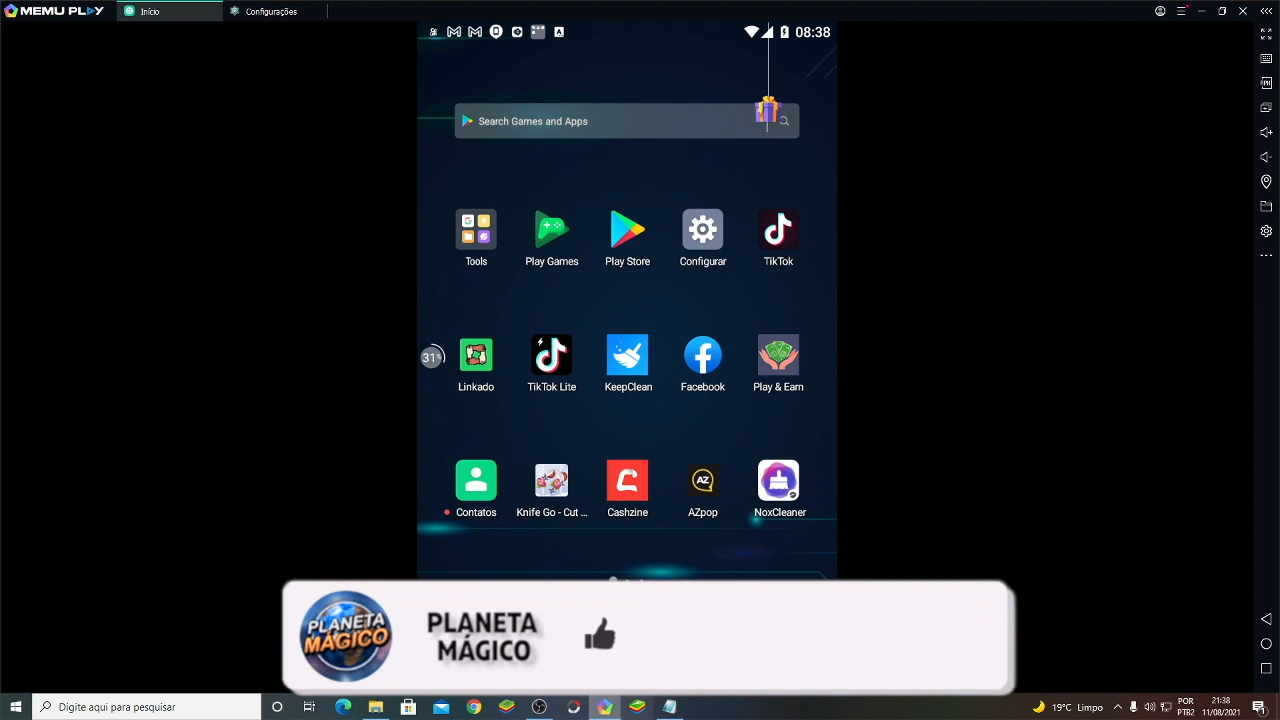 MEMU PLAY
Início
Configurações
08:38
Search Games and Apps
Tools
Play Games
Play Store
Configurar
TikTok
31%
Linkado
TikTok Lite
KeepClean
Facebook
Play & Earn
AZ
Contatos
Knife Go - Cut ...
Cashzine
AZpop
NoxCleaner
PLANETA
MÁGICO
PLANETA
MÁGICO
Digite aqui para pesquisar
19°C Limpo
POR
PTB2
21:38
11/08/2021